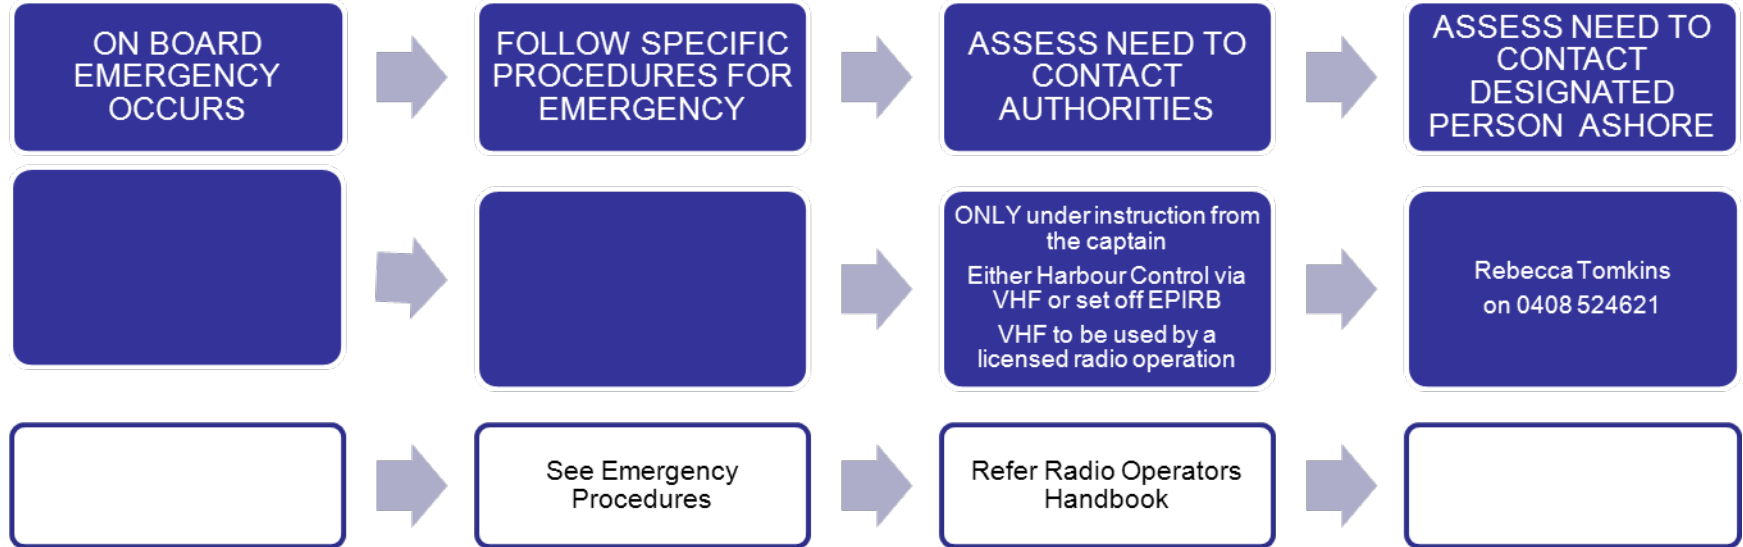 ON BOARD
EMERGENCY
OCCURS
FOLLOW SPECIFIC
PROCEDURES FOR
EMERGENCY
ASSESS NEED TO
CONTACT
AUTHORITIES
ASSESS NEED TO
CONTACT
DESIGNATED
PERSON ASHORE
ONLY under instruction from
the captain
Either Harbour Control via
VHF or set off EPIRB
VHF to be used by a
licensed radio operation
Rebecca Tomkins
on 0408 524621
See Emergency
Procedures
Refer Radio Operators
Handbook